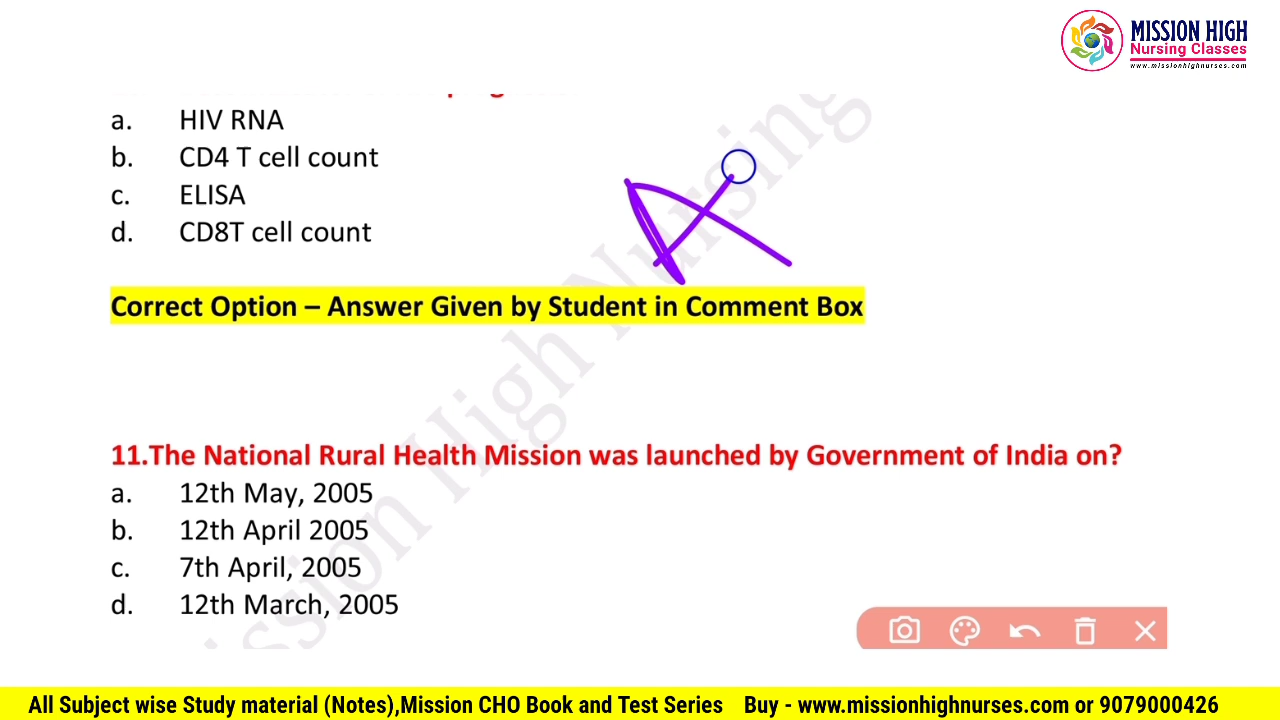 MISSION HIGH
Nursing Classes
www.missionhighnurses.com
a. HIV RNA
b. CD4 T cell count
c. ELISA
d. CD8T cell count
A
Correct Option – Answer Given by Student in Comment Box
11.The National Rural Health Mission was launched by Government of India on?
a. 12th May, 2005
b. 12th April 2005
c. 7th April, 2005
d. 12th March, 2005
ission High Nursing
All Subject wise Study material (Notes),Mission CHO Book and Test Series Buy - www.missionhighnurses.com or 9079000426